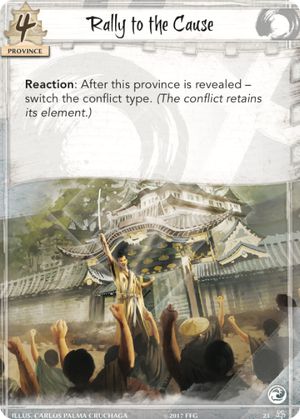 4
Rally to the Cause
PROVINCE
Reaction: After this province is revealed –
switch the conflict type. (The conflict retains
its element.)
ILLUS. CARLOS PALMA CRUCHAGA © 2017 FFG 21